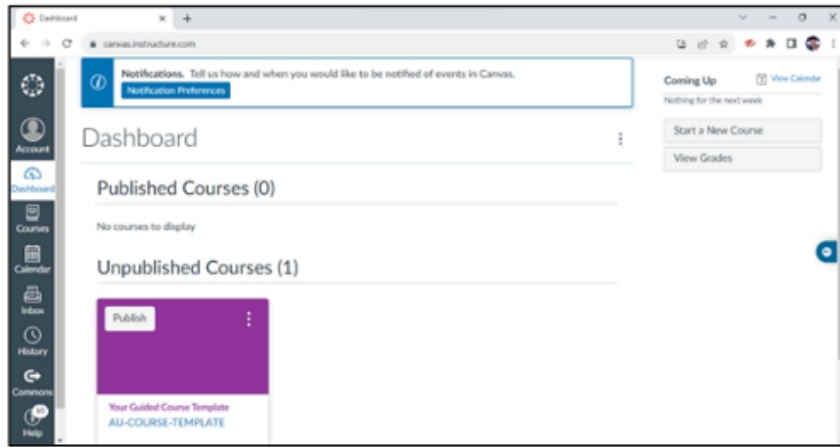 Dashboard
canvas.instructure.com
Notifications. Tell us how and when you would like to be notified of events in Canvas.
Notification Preferences
Coming Up
View Calendar
Nothing for the next week
Start a New Course
View Grades
Account
Dashboard
Courses
Calendar
Inbox
History
Commons
Help
Dashboard
Published Courses (0)
No courses to display
Unpublished Courses (1)
Publish
Your Guided Course Template
AU-COURSE-TEMPLATE